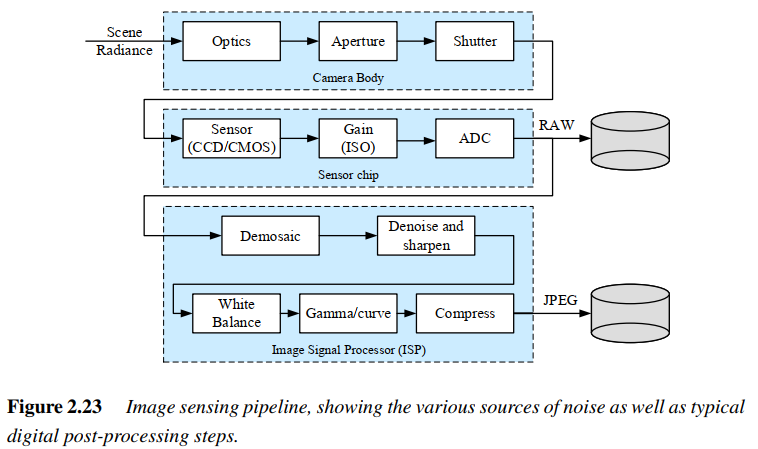 Scene
Radiance
Optics
Aperture
Shutter
Camera Body
Sensor
(CCD/CMOS)
Gain
(ISO)
ADC
RAW
Sensor chip
Demosaic
Denoise and
sharpen
White
Balance
Gamma/curve
Compress
JPEG
Image Signal Processor (ISP)
Figure 2.23 Image sensing pipeline, showing the various sources of noise as well as typical
digital post-processing steps.